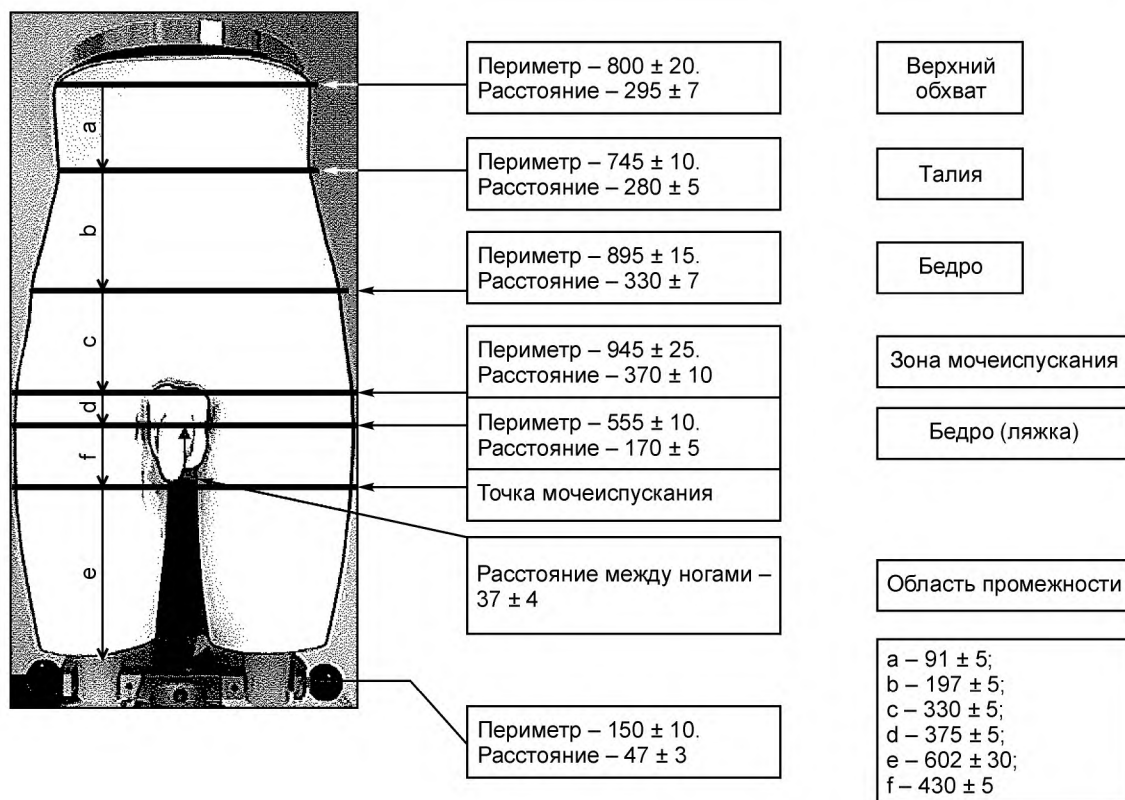 a
b
c
d
f
e
Периметр – 800 ± 20.
Расстояние – 295 ± 7
Верхний
обхват
Периметр – 745 ± 10.
Расстояние – 280 ± 5
Талия
Периметр – 895 ± 15.
Расстояние – 330 ± 7
Бедро
Периметр – 945 ± 25.
Расстояние – 370 ± 10
Зона мочеиспускания
Периметр – 555 ± 10.
Расстояние – 170 ± 5
Бедро (ляжка)
Точка мочеиспускания
Расстояние между ногами –
37 ± 4
Область промежности
Периметр – 150 ± 10.
Расстояние – 47 ± 3
a – 91 ± 5;
b – 197 ± 5;
c – 330 ± 5;
d – 375 ± 5;
e – 602 ± 30;
f – 430 ± 5